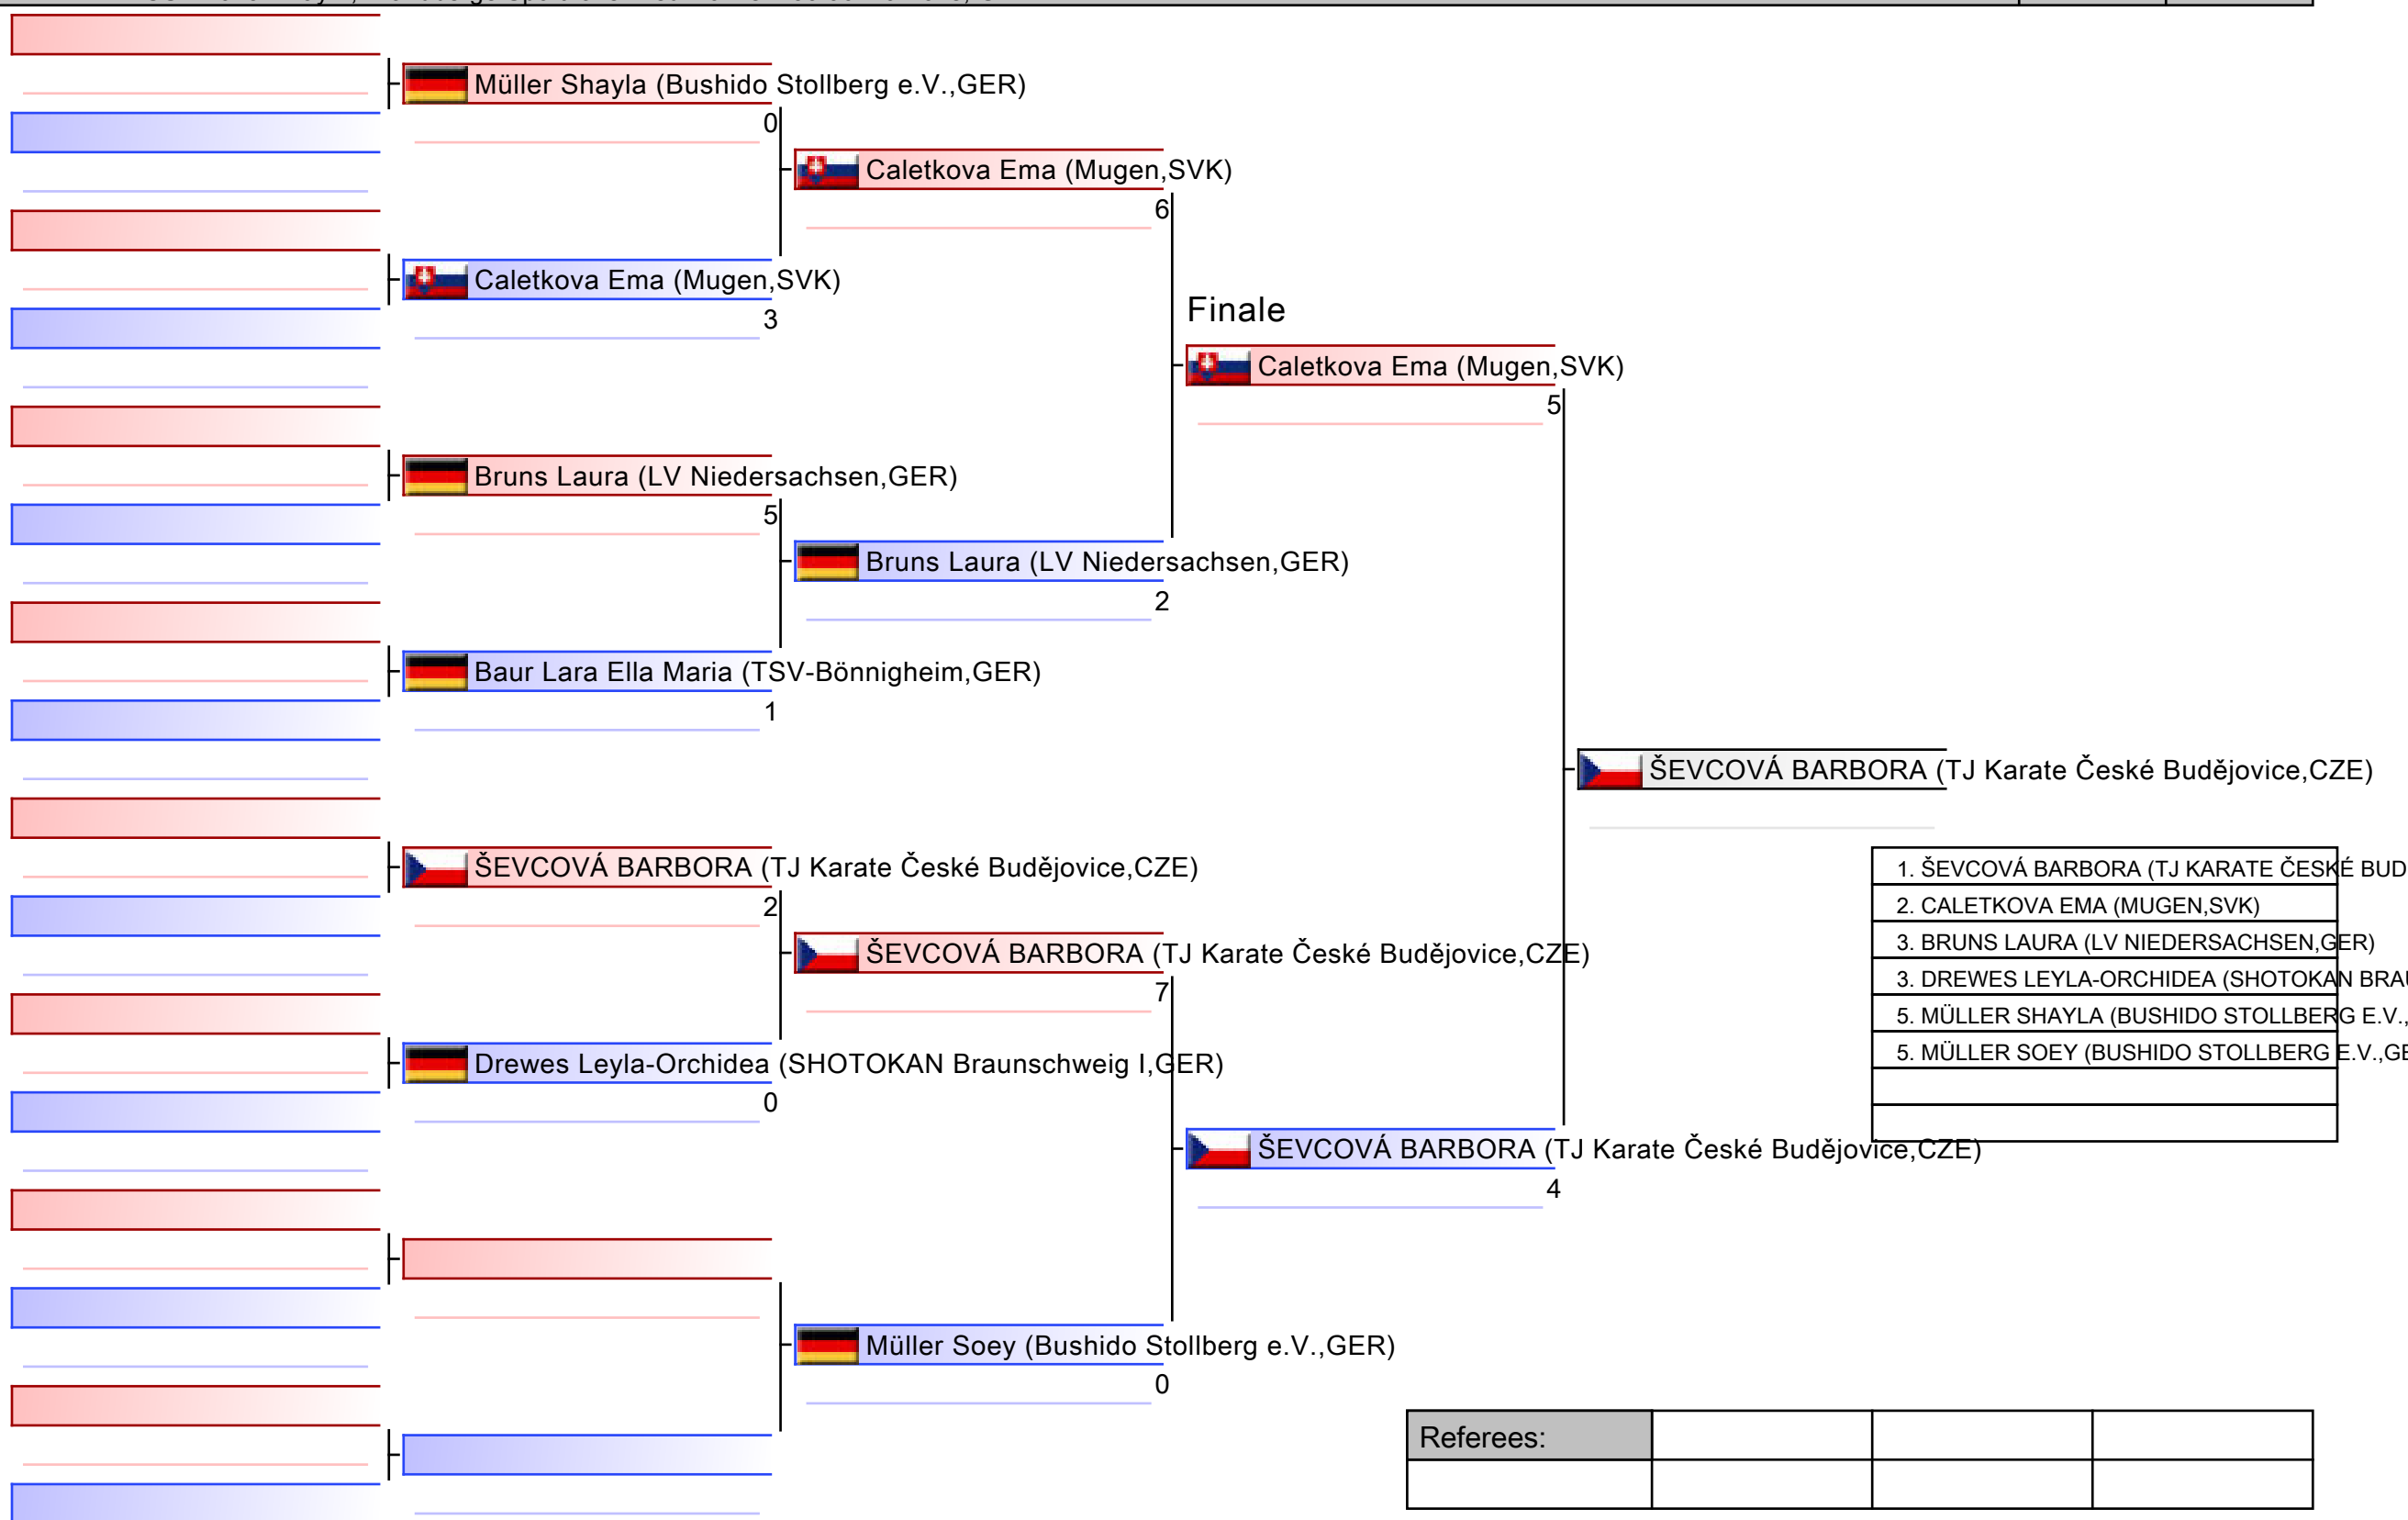 Müller Shayla (Bushido Stollberg e.V.,GER)
0
Caletkova Ema (Mugen,SVK)
6
Caletkova Ema (Mugen,SVK)
3
Finale
Caletkova Ema (Mugen,SVK)
5
Bruns Laura (LV Niedersachsen,GER)
5
Bruns Laura (LV Niedersachsen,GER)
2
Baur Lara Ella Maria (TSV-Bönnigheim,GER)
1
ŠEVCOVÁ BARBORA (TJ Karate České Budějovice,CZE)
ŠEVCOVÁ BARBORA (TJ Karate České Budějovice,CZE)
2
ŠEVCOVÁ BARBORA (TJ Karate České Budějovice,CZE)
7
Drewes Leyla-Orchidea (SHOTOKAN Braunschweig I,GER)
0
ŠEVCOVÁ BARBORA (TJ Karate České Budějovice,CZE)
4
Müller Soey (Bushido Stollberg e.V.,GER)
0
1. ŠEVCOVÁ BARBORA (TJ KARATE ČESKÉ BUD
2. CALETKOVA EMA (MUGEN,SVK)
3. BRUNS LAURA (LV NIEDERSACHSEN,GER)
3. DREWES LEYLA-ORCHIDEA (SHOTOKAN BRAU
5. MÜLLER SHAYLA (BUSHIDO STOLLBERG E.V.,
5. MÜLLER SOEY (BUSHIDO STOLLBERG E.V.,GE
Referees: